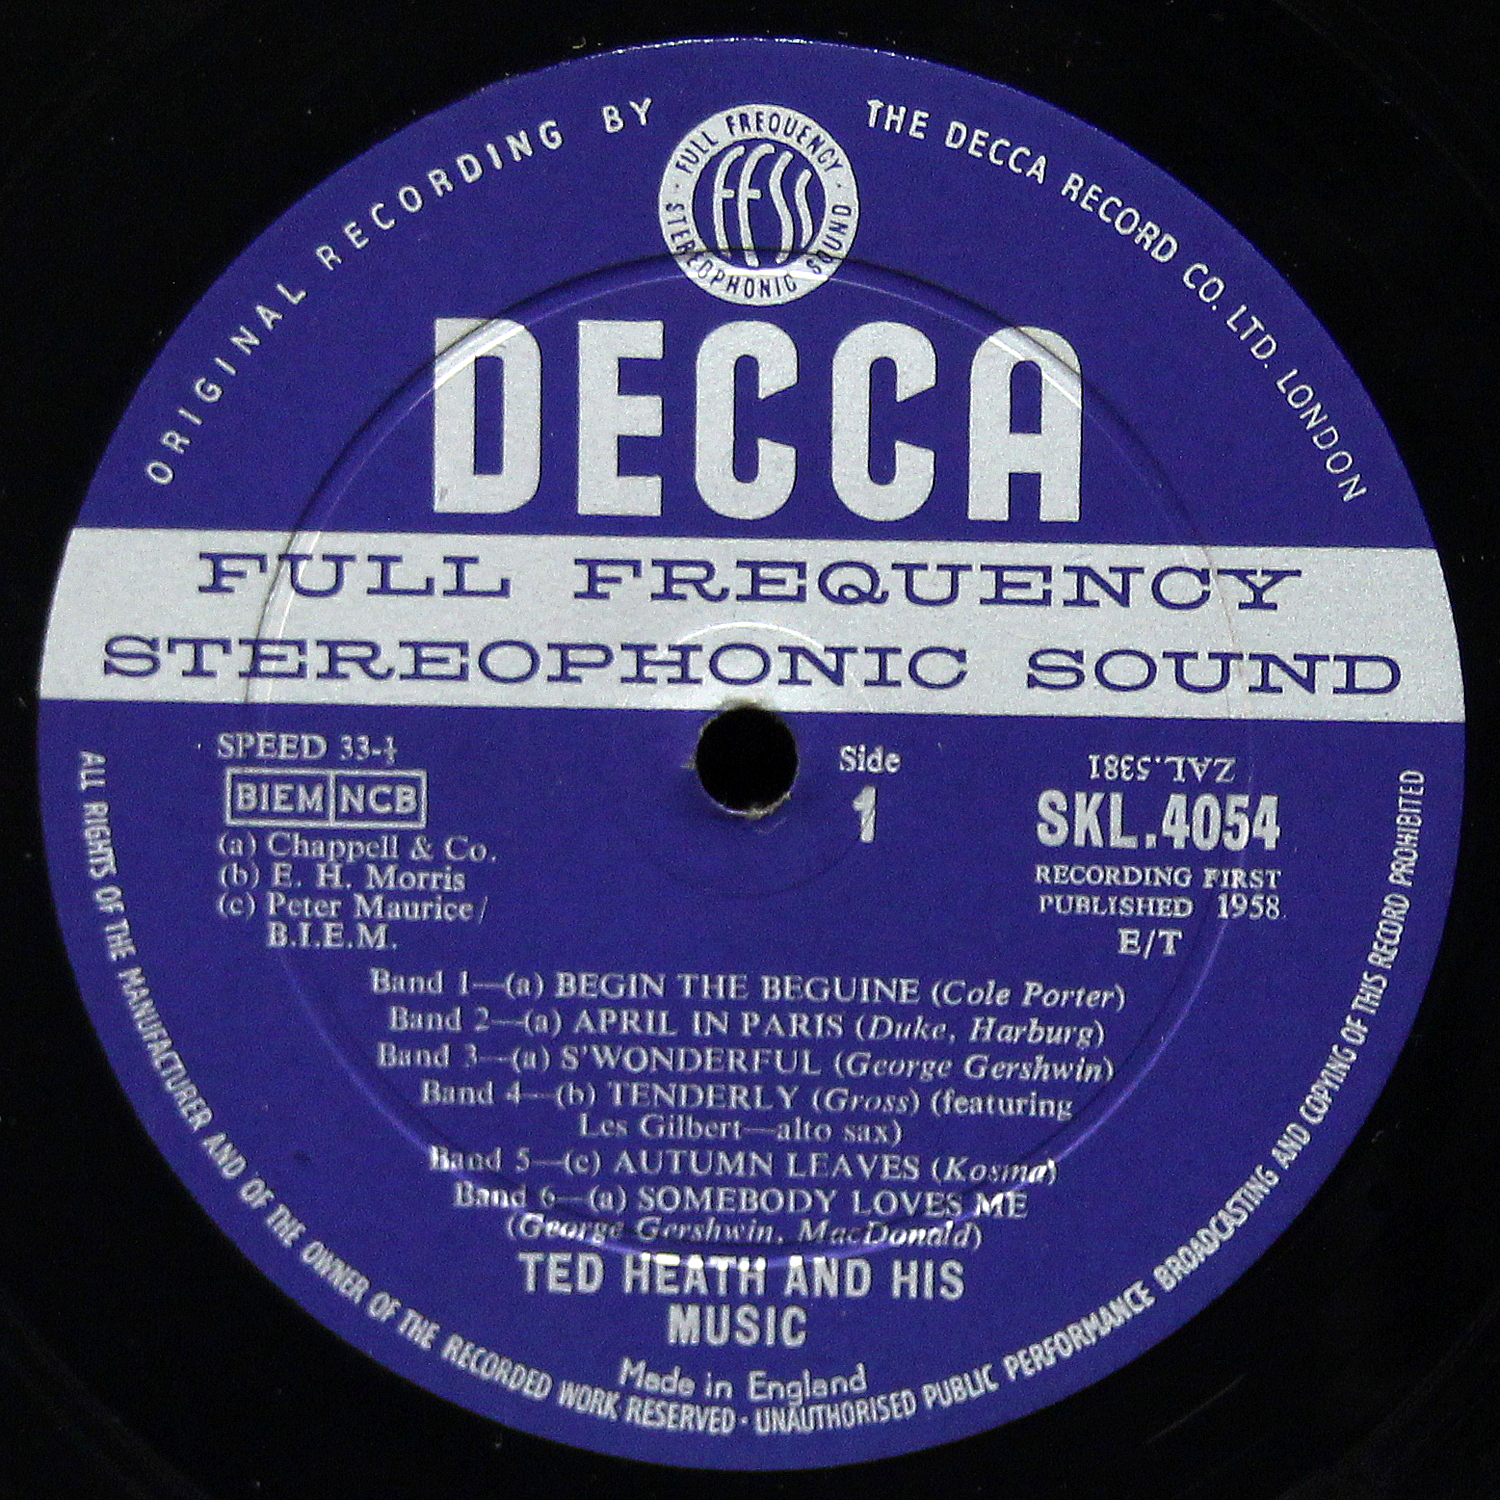 ORIGINAL RECORDING BY THE DECCA RECORD CO. LTD. LONDON
· FULL FREQUENCY · STEREOPHONIC SOUND
FFSS
DECCA
FULL FREQUENCY
STEREOPHONIC SOUND
SPEED 33-⅓
BIEM NCB
(a) Chappell & Co.
(b) E. H. Morris
(c) Peter Maurice/
B.I.E.M.
Side
1
ZAL.5381
SKL.4054
RECORDING FIRST
PUBLISHED 1958
E/T
Band 1—(a) BEGIN THE BEGUINE (Cole Porter)
Band 2—(a) APRIL IN PARIS (Duke, Harburg)
Band 3—(a) S'WONDERFUL (George Gershwin)
Band 4—(b) TENDERLY (Gross) (featuring
Les Gilbert—alto sax)
Band 5—(c) AUTUMN LEAVES (Kosma)
Band 6—(a) SOMEBODY LOVES ME
(George Gershwin, MacDonald)
TED HEATH AND HIS
MUSIC
Made in England
ALL RIGHTS OF THE MANUFACTURER AND OF THE OWNER OF THE RECORDED WORK RESERVED · UNAUTHORISED PUBLIC PERFORMANCE BROADCASTING AND COPYING OF THIS RECORD PROHIBITED